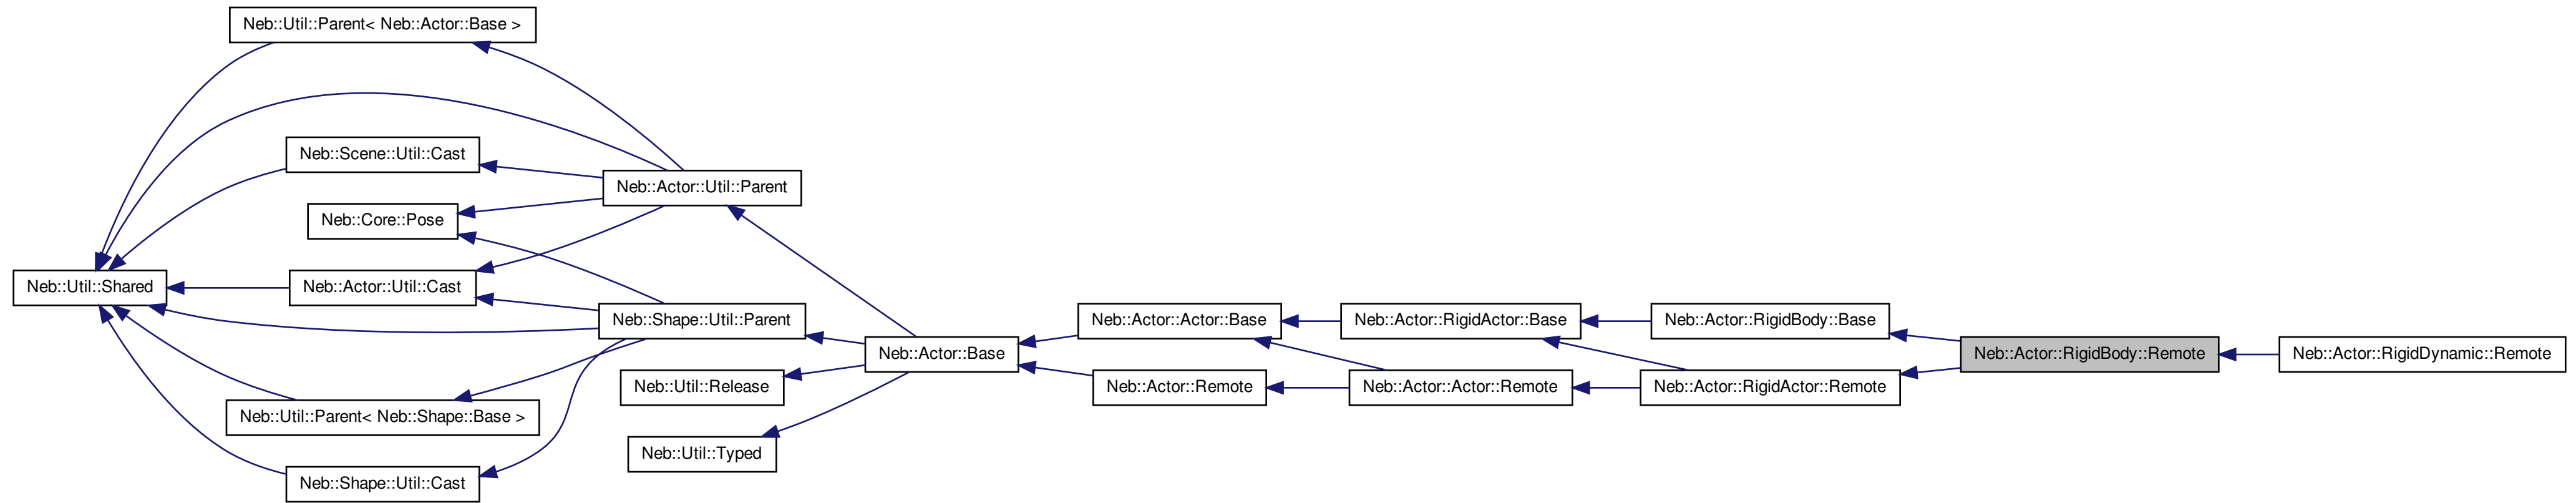 Neb::Util::Parent< Neb::Actor::Base >
Neb::Scene::Util::Cast
Neb::Actor::Util::Parent
Neb::Core::Pose
Neb::Util::Shared
Neb::Actor::Util::Cast
Neb::Shape::Util::Parent
Neb::Actor::Actor::Base
Neb::Actor::RigidActor::Base
Neb::Actor::RigidBody::Base
Neb::Actor::Base
Neb::Actor::RigidBody::Remote
Neb::Actor::RigidDynamic::Remote
Neb::Util::Release
Neb::Actor::Remote
Neb::Actor::Actor::Remote
Neb::Actor::RigidActor::Remote
Neb::Util::Parent< Neb::Shape::Base >
Neb::Util::Typed
Neb::Shape::Util::Cast